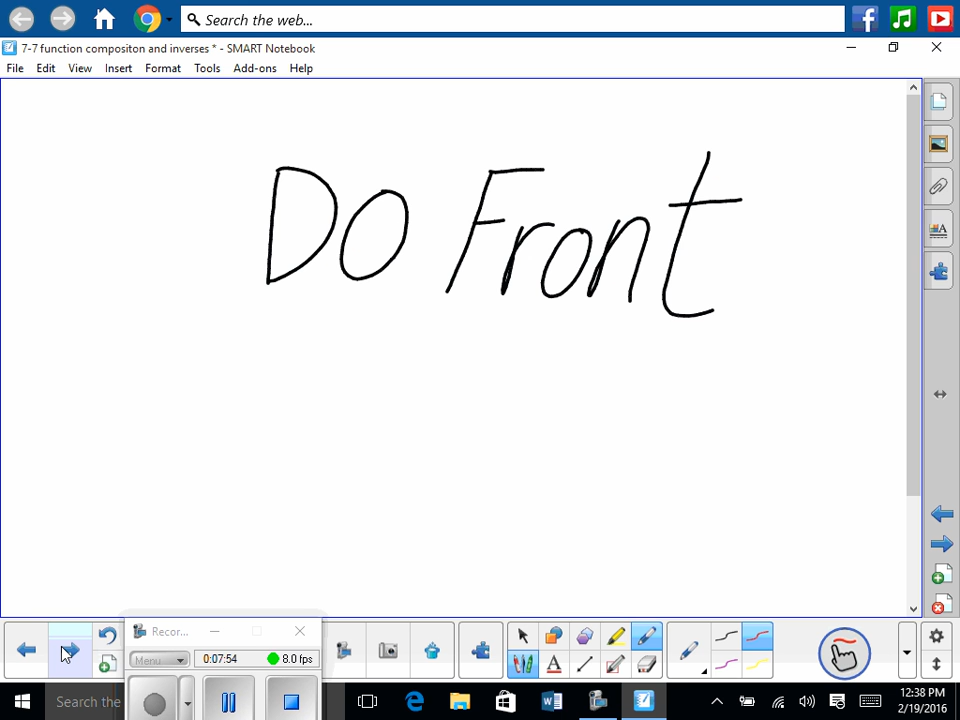 Search the web...
7-7 function compositon and inverses * - SMART Notebook
File Edit View Insert Format Tools Add-ons Help
Do Front
Recor...
Menu 0:07:54 8.0 fps
Search the
12:38 PM
2/19/2016